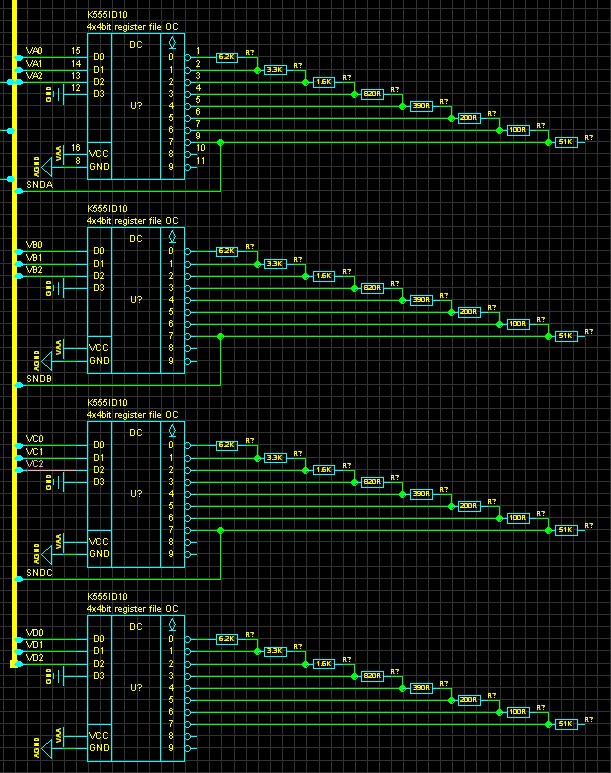 K555ID10
4x4bit register file OC
DC
VA0 15 D0 0 1 6.2K R?
VA1 14 D1 1 2 3.3K R?
VA2 13 D2 2 3 1.6K R?
GND 12 D3 3 4 820R R?
U? 4 5 390R R?
5 6 200R R?
6 7 100R R?
7 9 51K R?
VAA 16 VCC 8 10
AGND 8 GND 9 11
SNDA
K555ID10
4x4bit register file OC
DC
VB0 D0 0 6.2K R?
VB1 D1 1 3.3K R?
VB2 D2 2 1.6K R?
GND D3 3 820R R?
U? 4 390R R?
5 200R R?
6 100R R?
7 51K R?
VAA VCC 8
AGND GND 9
SNDB
K555ID10
4x4bit register file OC
DC
VC0 D0 0 6.2K R?
VC1 D1 1 3.3K R?
VC2 D2 2 1.6K R?
GND D3 3 820R R?
U? 4 390R R?
5 200R R?
6 100R R?
7 51K R?
VAA VCC 8
AGND GND 9
SNDC
K555ID10
4x4bit register file OC
DC
VD0 D0 0 6.2K R?
VD1 D1 1 3.3K R?
VD2 D2 2 1.6K R?
GND D3 3 820R R?
U? 4 390R R?
5 200R R?
6 100R R?
7 51K R?
VAA VCC 8
AGND GND 9